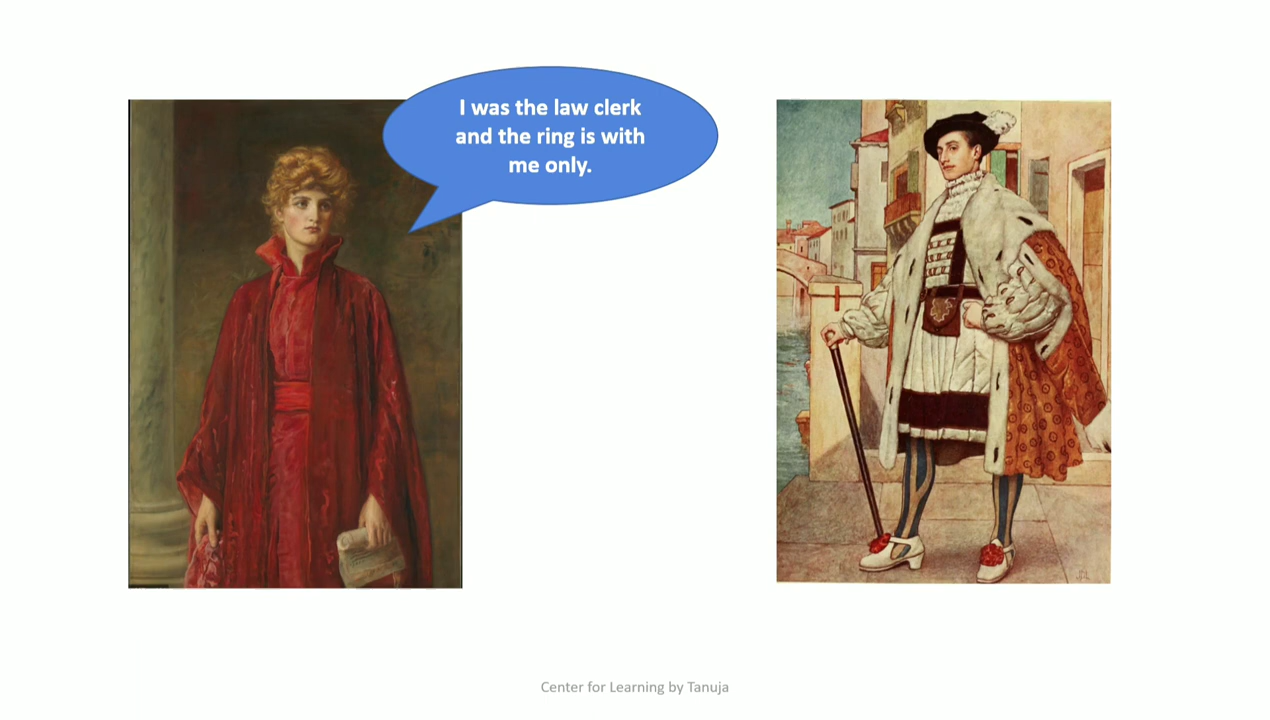 I was the law clerk
and the ring is with
me only.
Center for Learning by Tanuja